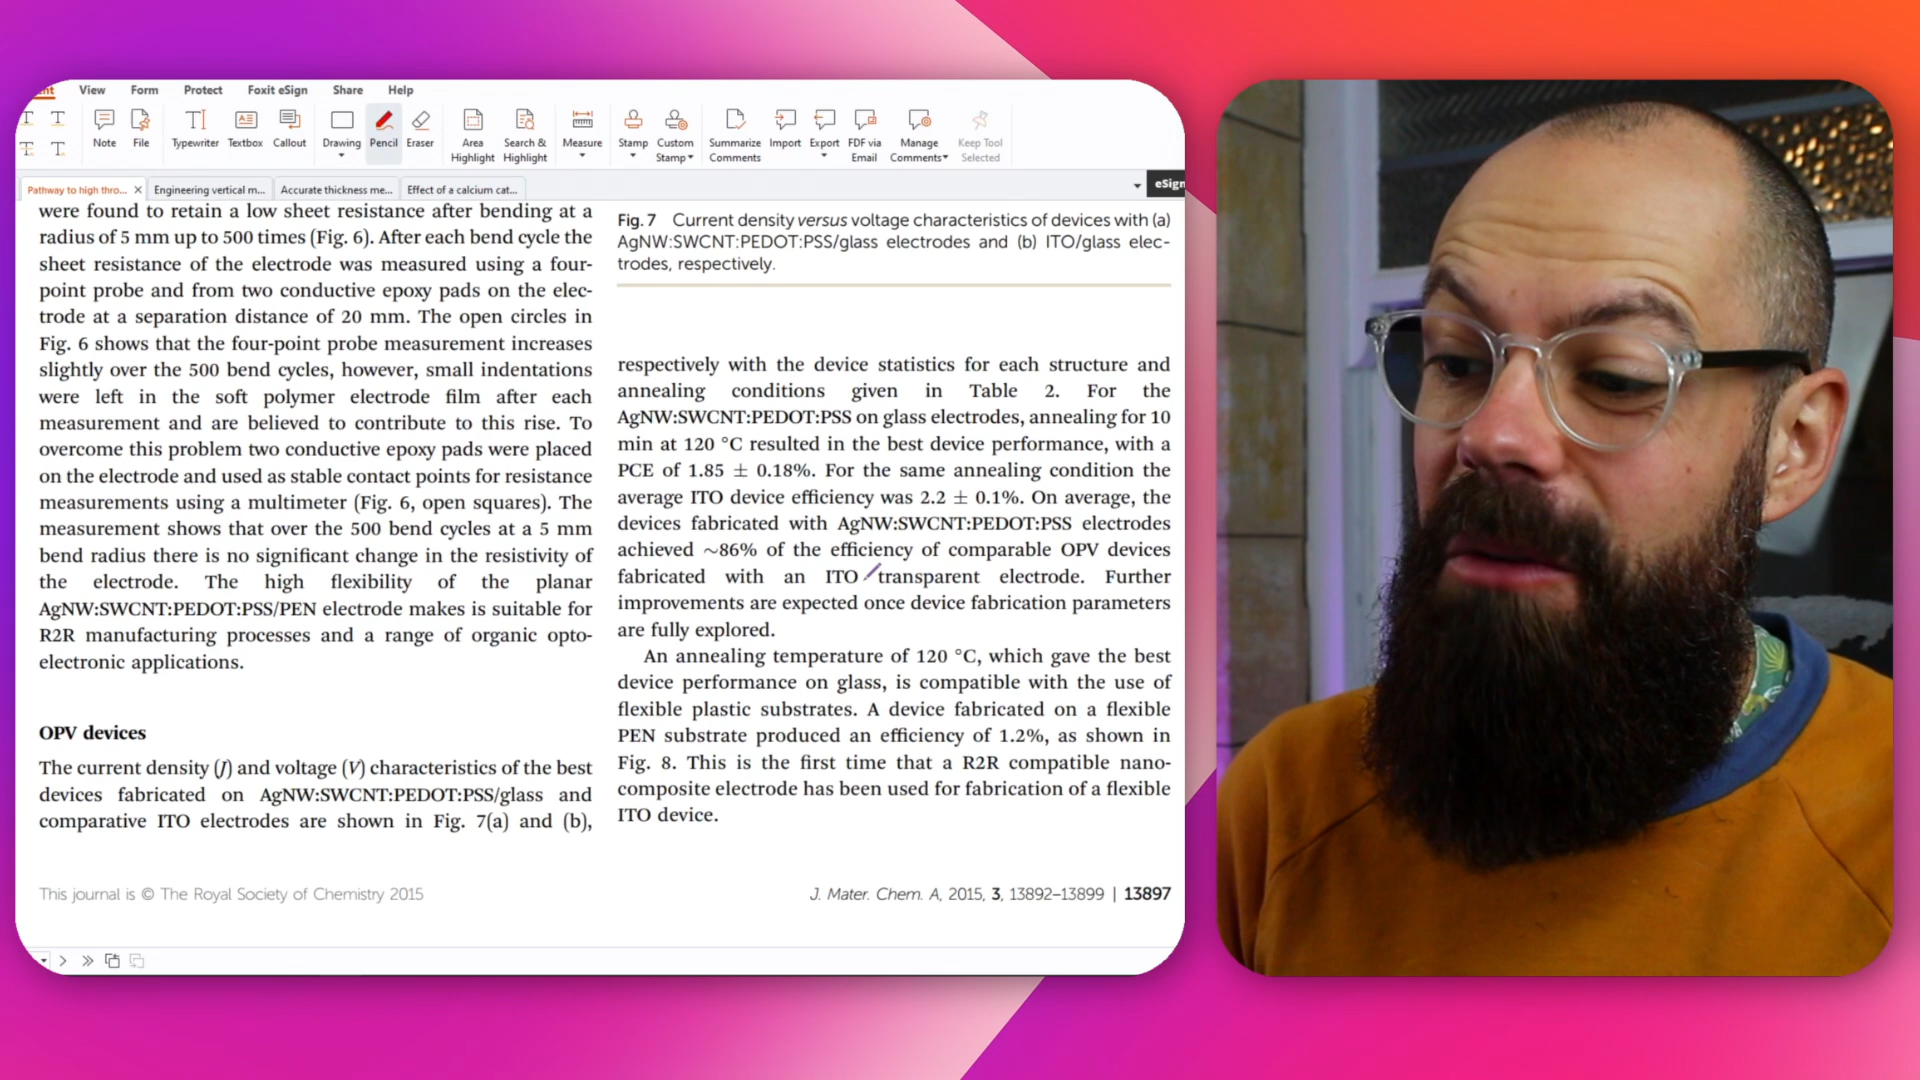 View Form Protect Foxit eSign Share Help
Note File Typewriter Textbox Callout Drawing Pencil Eraser Area Highlight Search & Highlight Measure Stamp Custom Stamp Summarize Comments Import Export FDF via Email Manage Comments Keep Tool Selected
Pathway to high thro... Engineering vertical m... Accurate thickness me... Effect of a calcium cat... eSign
were found to retain a low sheet resistance after bending at a
radius of 5 mm up to 500 times (Fig. 6). After each bend cycle the
sheet resistance of the electrode was measured using a four-
point probe and from two conductive epoxy pads on the elec-
trode at a separation distance of 20 mm. The open circles in
Fig. 6 shows that the four-point probe measurement increases
slightly over the 500 bend cycles, however, small indentations
were left in the soft polymer electrode film after each
measurement and are believed to contribute to this rise. To
overcome this problem two conductive epoxy pads were placed
on the electrode and used as stable contact points for resistance
measurements using a multimeter (Fig. 6, open squares). The
measurement shows that over the 500 bend cycles at a 5 mm
bend radius there is no significant change in the resistivity of
the electrode. The high flexibility of the planar
AgNW:SWCNT:PEDOT:PSS/PEN electrode makes is suitable for
R2R manufacturing processes and a range of organic opto-
electronic applications.
OPV devices
The current density (J) and voltage (V) characteristics of the best
devices fabricated on AgNW:SWCNT:PEDOT:PSS/glass and
comparative ITO electrodes are shown in Fig. 7(a) and (b),
Fig. 7 Current density versus voltage characteristics of devices with (a)
AgNW:SWCNT:PEDOT:PSS/glass electrodes and (b) ITO/glass elec-
trodes, respectively.
respectively with the device statistics for each structure and
annealing conditions given in Table 2. For the
AgNW:SWCNT:PEDOT:PSS on glass electrodes, annealing for 10
min at 120 °C resulted in the best device performance, with a
PCE of 1.85 ± 0.18%. For the same annealing condition the
average ITO device efficiency was 2.2 ± 0.1%. On average, the
devices fabricated with AgNW:SWCNT:PEDOT:PSS electrodes
achieved ~86% of the efficiency of comparable OPV devices
fabricated with an ITO transparent electrode. Further
improvements are expected once device fabrication parameters
are fully explored.
An annealing temperature of 120 °C, which gave the best
device performance on glass, is compatible with the use of
flexible plastic substrates. A device fabricated on a flexible
PEN substrate produced an efficiency of 1.2%, as shown in
Fig. 8. This is the first time that a R2R compatible nano-
composite electrode has been used for fabrication of a flexible
ITO device.
This journal is © The Royal Society of Chemistry 2015
J. Mater. Chem. A, 2015, 3, 13892–13899 | 13897